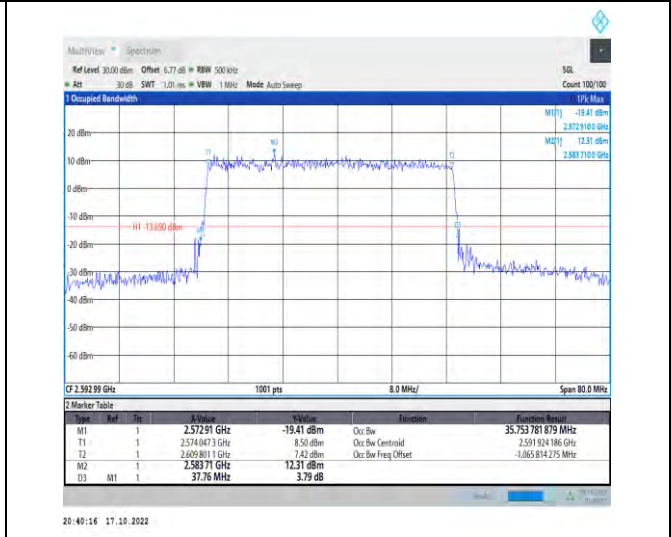 MultiView Spectrum
Ref Level 30.00 dBm Offset 6.77 dB RBW 500 kHz SGL
Att 30 dB SWT 1.01 ms VBW 1 MHz Mode Auto Sweep Count 100/100
1 Occupied Bandwidth 1Pk Max
M1[1] -19.41 dBm
2.572 9100 GHz
20 dBm M2[1] 12.31 dBm
2.583 7100 GHz
T1 M2 T2
10 dBm
0 dBm
-10 dBm
H1 -13.690 dBm
-20 dBm
-30 dBm
-40 dBm
-50 dBm
-60 dBm
CF 2.592 99 GHz 1001 pts 8.0 MHz/ Span 80.0 MHz
2 Marker Table
Type Ref Trc X-Value Y-Value Function Function Result
M1 1 2.572 91 GHz -19.41 dBm Occ Bw 35.753 781 879 MHz
T1 1 2.574 047 3 GHz 8.50 dBm Occ Bw Centroid 2.591 924 186 GHz
T2 1 2.609 801 1 GHz 7.42 dBm Occ Bw Freq Offset -1.065 814 275 MHz
M2 1 2.583 71 GHz 12.31 dBm
D3 M1 1 37.76 MHz 3.79 dB
20:40:16 17.10.2022